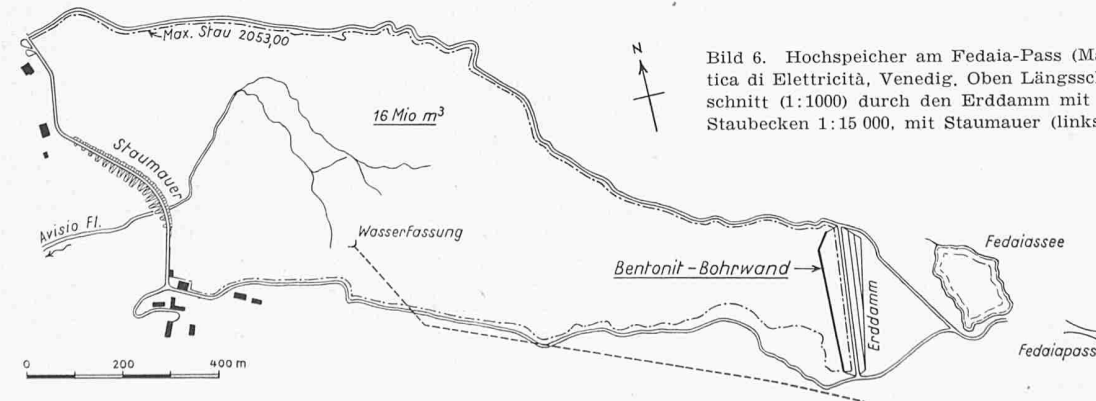 Max. Stau 2053,00
N
Bild 6. Hochspeicher am Fedaia-Pass
tica di Elettricità, Venedig. Oben
schnitt (1:1000) durch den Erddamm mit
Staubecken 1:15 000, mit Staumauer (links
16 Mio m³
Staumauer
Avisio Fl.
Wasserfassung
Fedaiassee
Bentonit-Bohrwand
Erddamm
Fedaiapass
0 200 400 m